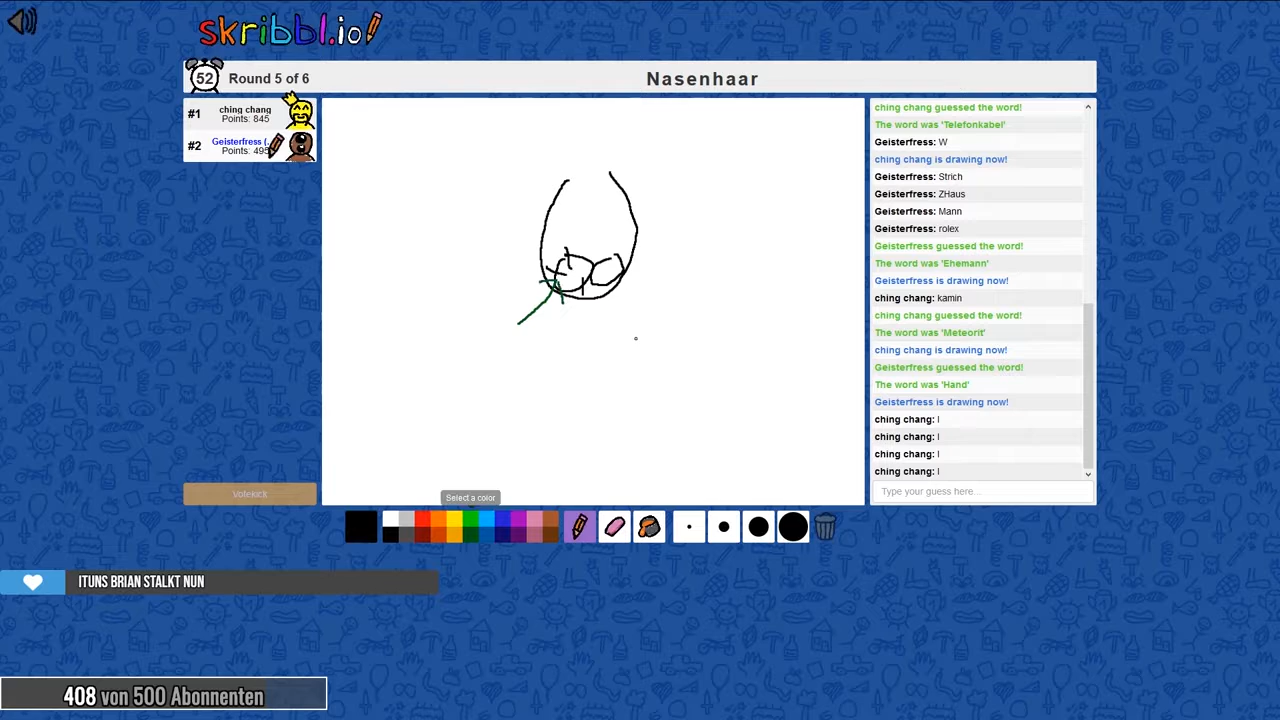 skribbl.io
52 Round 5 of 6 Nasenhaar
#1 ching chang
Points: 845
#2 Geisterfress (
Points: 495
ching chang guessed the word!
The word was 'Telefonkabel'
Geisterfress: W
ching chang is drawing now!
Geisterfress: Strich
Geisterfress: ZHaus
Geisterfress: Mann
Geisterfress: rolex
Geisterfress guessed the word!
The word was 'Ehemann'
Geisterfress is drawing now!
ching chang: kamin
ching chang guessed the word!
The word was 'Meteorit'
ching chang is drawing now!
Geisterfress guessed the word!
The word was 'Hand'
Geisterfress is drawing now!
ching chang: l
ching chang: l
ching chang: l
ching chang: l
Type your guess here...
Votekick
Select a color
ITUNS BRIAN STALKT NUN
408 von 500 Abonnenten